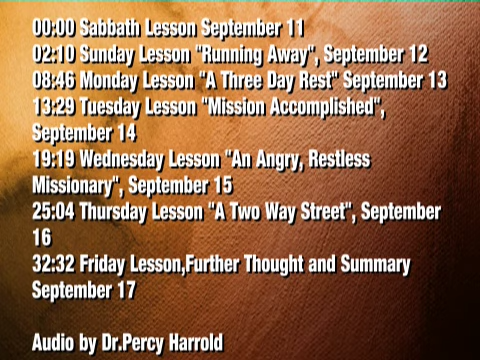 00:00 Sabbath Lesson September 11
02:10 Sunday Lesson "Running Away", September 12
08:46 Monday Lesson "A Three Day Rest" September 13
13:29 Tuesday Lesson "Mission Accomplished",
September 14
19:19 Wednesday Lesson "An Angry, Restless
Missionary", September 15
25:04 Thursday Lesson "A Two Way Street", September
16
32:32 Friday Lesson,Further Thought and Summary
September 17
Audio by Dr.Percy Harrold